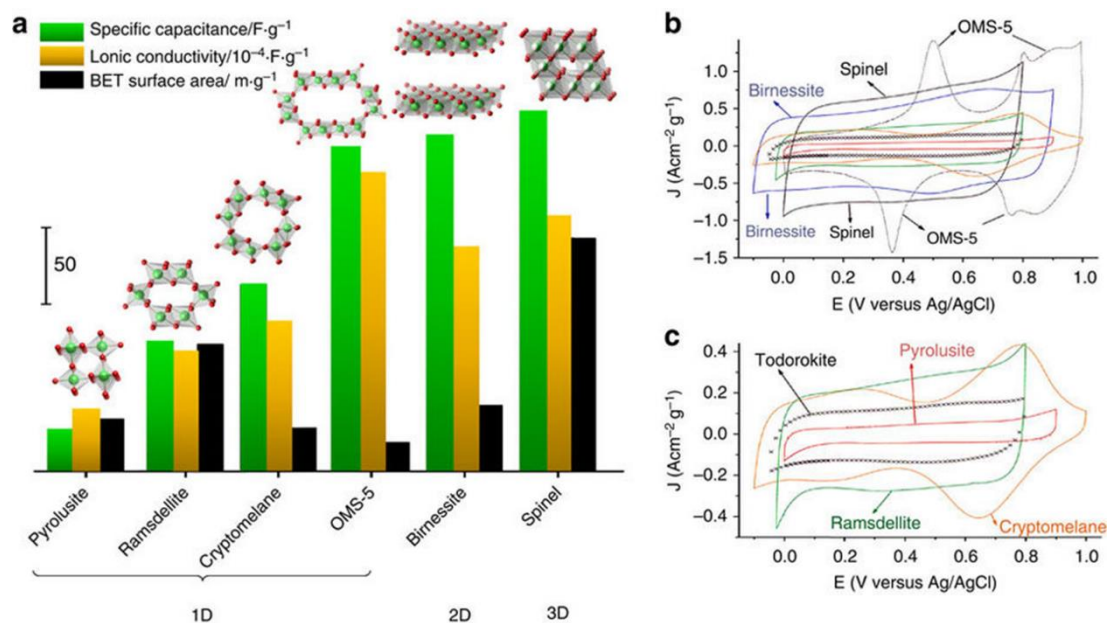 a
Specific capacitance/F·g⁻¹
Lonic conductivity/10⁻⁴·F·g⁻¹
BET surface area/ m·g⁻¹
50
Pyrolusite
Ramsdellite
Cryptomelane
OMS-5
Birnessite
Spinel
1D
2D
3D
b
OMS-5
Spinel
Birnessite
Birnessite
Spinel
OMS-5
J (Acm⁻² g⁻¹)
1.0
0.5
0.0
−0.5
−1.0
−1.5
0.0 0.2 0.4 0.6 0.8 1.0
E (V versus Ag/AgCl)
c
Todorokite
Pyrolusite
Ramsdellite
Cryptomelane
J (Acm⁻² g⁻¹)
0.4
0.2
0.0
−0.2
−0.4
0.0 0.2 0.4 0.6 0.8 1.0
E (V versus Ag/AgCl)